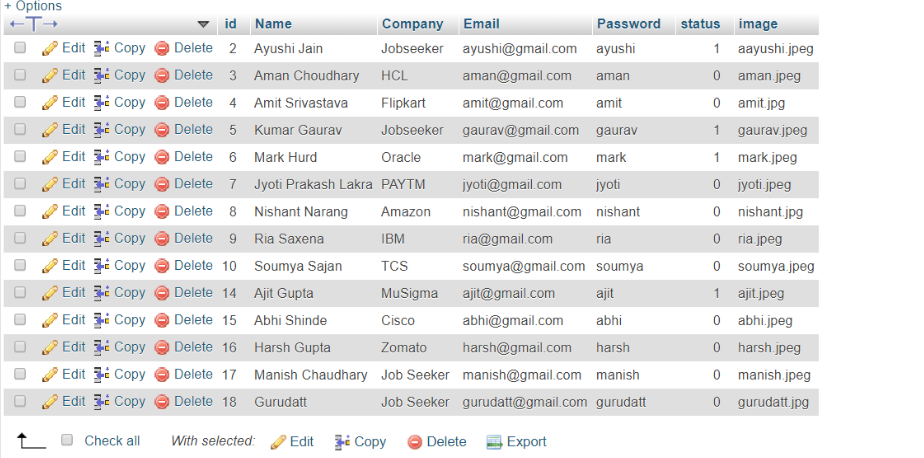 + Options
id Name Company Email Password status image
Edit Copy Delete 2 Ayushi Jain Jobseeker ayushi@gmail.com ayushi 1 aayushi.jpeg
Edit Copy Delete 3 Aman Choudhary HCL aman@gmail.com aman 0 aman.jpeg
Edit Copy Delete 4 Amit Srivastava Flipkart amit@gmail.com amit 0 amit.jpg
Edit Copy Delete 5 Kumar Gaurav Jobseeker gaurav@gmail.com gaurav 1 gaurav.jpeg
Edit Copy Delete 6 Mark Hurd Oracle mark@gmail.com mark 1 mark.jpeg
Edit Copy Delete 7 Jyoti Prakash Lakra PAYTM jyoti@gmail.com jyoti 0 jyoti.jpeg
Edit Copy Delete 8 Nishant Narang Amazon nishant@gmail.com nishant 0 nishant.jpg
Edit Copy Delete 9 Ria Saxena IBM ria@gmail.com ria 0 ria.jpeg
Edit Copy Delete 10 Soumya Sajan TCS soumya@gmail.com soumya 0 soumya.jpeg
Edit Copy Delete 14 Ajit Gupta MuSigma ajit@gmail.com ajit 1 ajit.jpeg
Edit Copy Delete 15 Abhi Shinde Cisco abhi@gmail.com abhi 0 abhi.jpeg
Edit Copy Delete 16 Harsh Gupta Zomato harsh@gmail.com harsh 0 harsh.jpeg
Edit Copy Delete 17 Manish Chaudhary Job Seeker manish@gmail.com manish 0 manish.jpeg
Edit Copy Delete 18 Gurudatt Job Seeker gurudatt@gmail.com gurudatt 0 gurudatt.jpg
Check all With selected: Edit Copy Delete Export